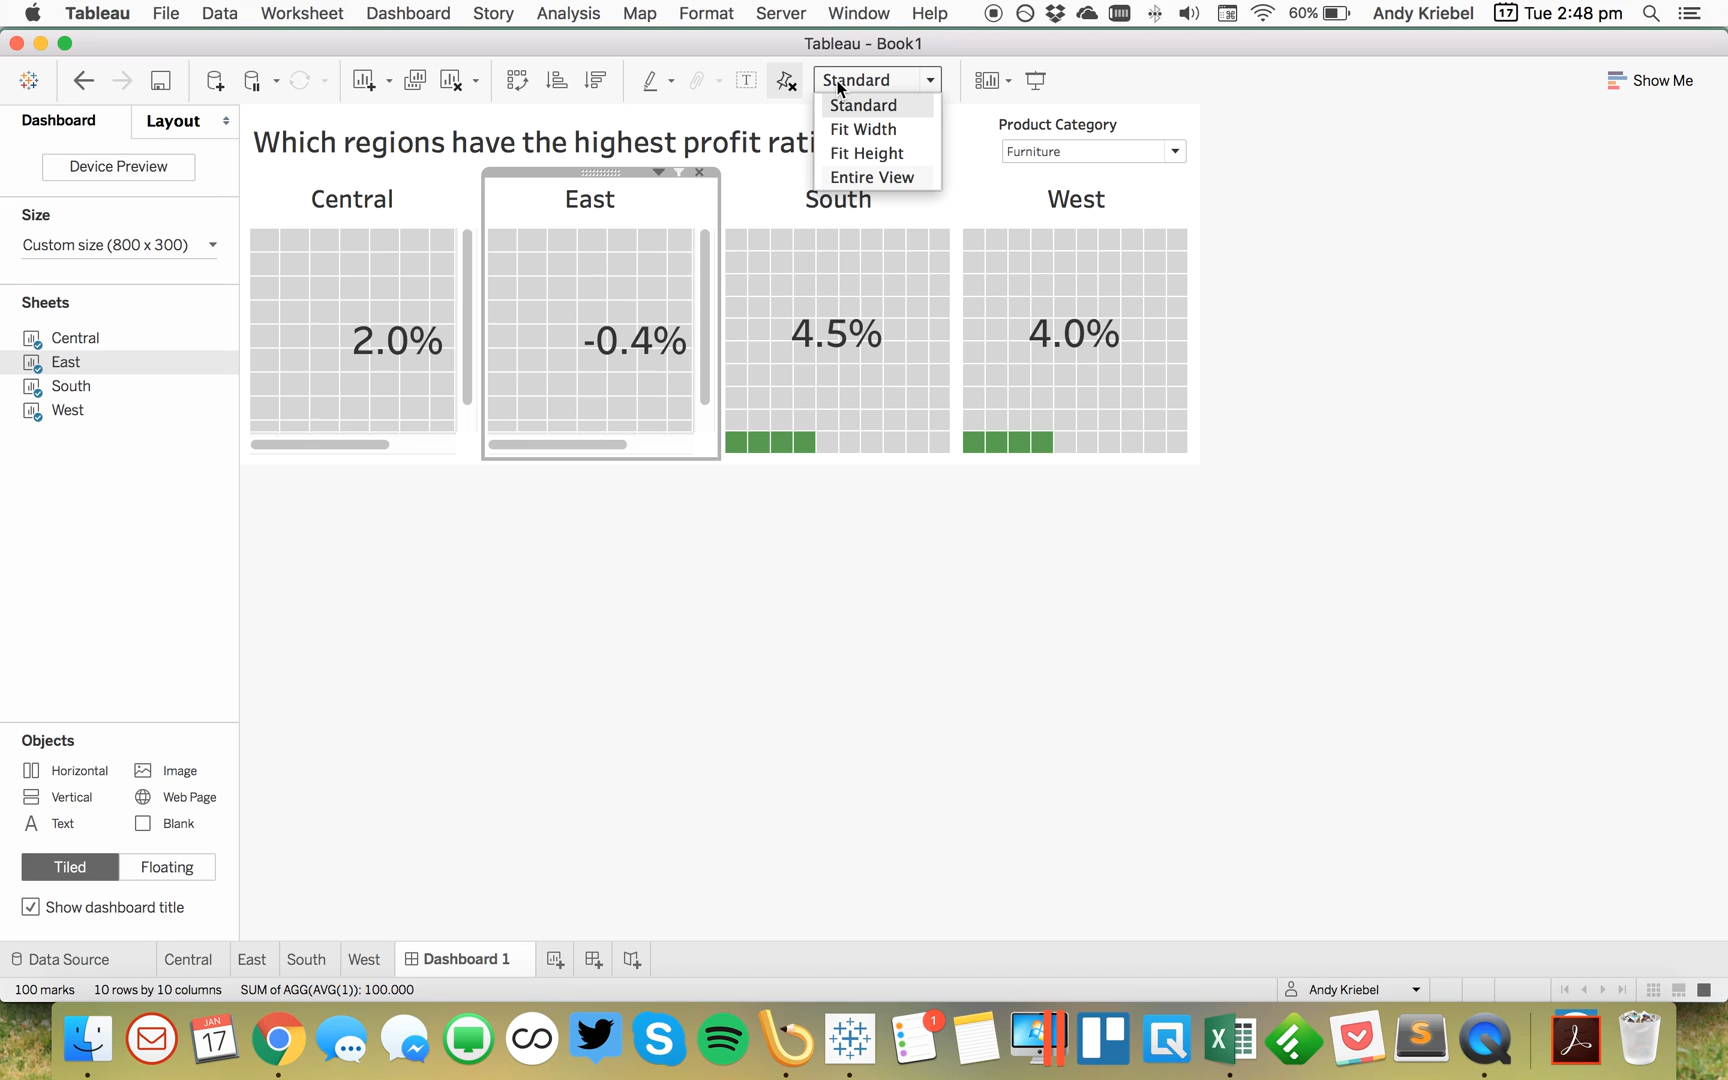 Tableau File Data Worksheet Dashboard Story Analysis Map Format Server Window Help 60% Andy Kriebel 17 Tue 2:48 pm
Tableau - Book1
Standard Show Me
Standard
Fit Width
Fit Height
Entire View
Dashboard Layout
Device Preview
Size
Custom size (800 x 300)
Sheets
Central
East
South
West
Which regions have the highest profit rati
Product Category
Furniture
Central East South West
2.0% -0.4% 4.5% 4.0%
Objects
Horizontal Image
Vertical Web Page
A Text Blank
Tiled Floating
Show dashboard title
Data Source Central East South West Dashboard 1
100 marks 10 rows by 10 columns SUM of AGG(AVG(1)): 100.000 Andy Kriebel
JAN
17
1